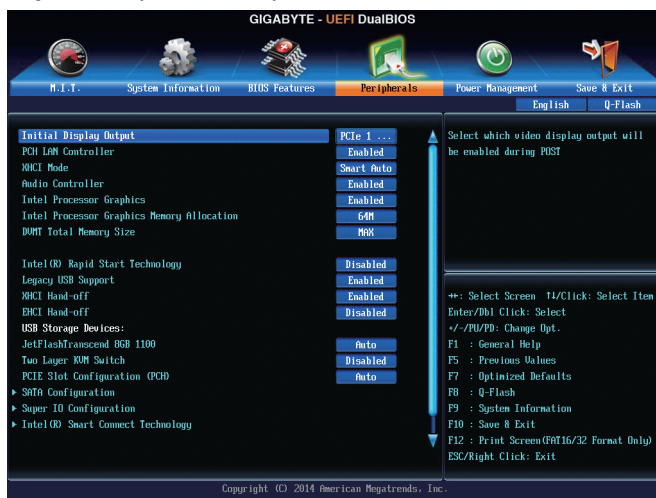 GIGABYTE - UEFI DualBIOS
M.I.T. System Information BIOS Features Peripherals Power Management Save & Exit
English Q-Flash
Initial Display Output PCIe 1 ...
PCH LAN Controller Enabled
XHCI Mode Smart Auto
Audio Controller Enabled
Intel Processor Graphics Enabled
Intel Processor Graphics Memory Allocation 64M
DVMT Total Memory Size MAX
Intel(R) Rapid Start Technology Disabled
Legacy USB Support Enabled
XHCI Hand-off Enabled
EHCI Hand-off Disabled
USB Storage Devices:
JetFlashTranscend 8GB 1100 Auto
Two Layer KVM Switch Disabled
PCIE Slot Configuration (PCH) Auto
SATA Configuration
Super IO Configuration
Intel(R) Smart Connect Technology
Select which video display output will
be enabled during POST
↔: Select Screen ↑↓/Click: Select Item
Enter/Dbl Click: Select
+/-/PU/PD: Change Opt.
F1 : General Help
F5 : Previous Values
F7 : Optimized Defaults
F8 : Q-Flash
F9 : System Information
F10 : Save & Exit
F12 : Print Screen(FAT16/32 Format Only)
ESC/Right Click: Exit
Copyright (C) 2014 American Megatrends, Inc.